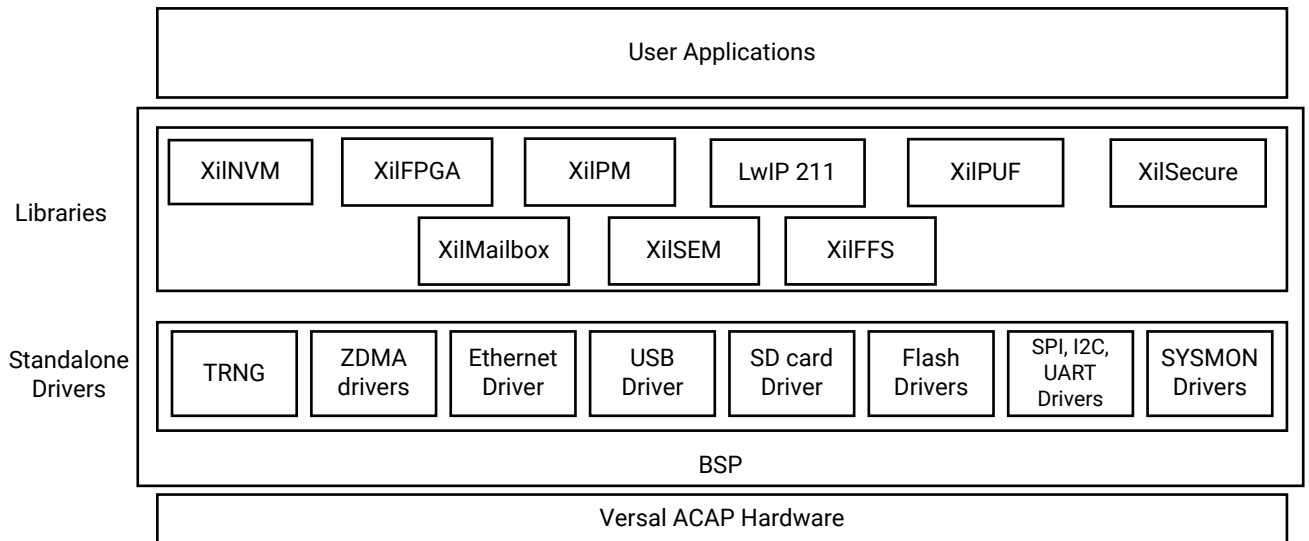 User Applications
XilNVM XilFPGA XilPM LwIP 211 XilPUF XilSecure
Libraries
XilMailbox XilSEM XilFFS
Standalone
Drivers
TRNG
ZDMA
drivers
Ethernet
Driver
USB
Driver
SD card
Driver
Flash
Drivers
SPI, I2C,
UART
Drivers
SYSMON
Drivers
BSP
Versal ACAP Hardware